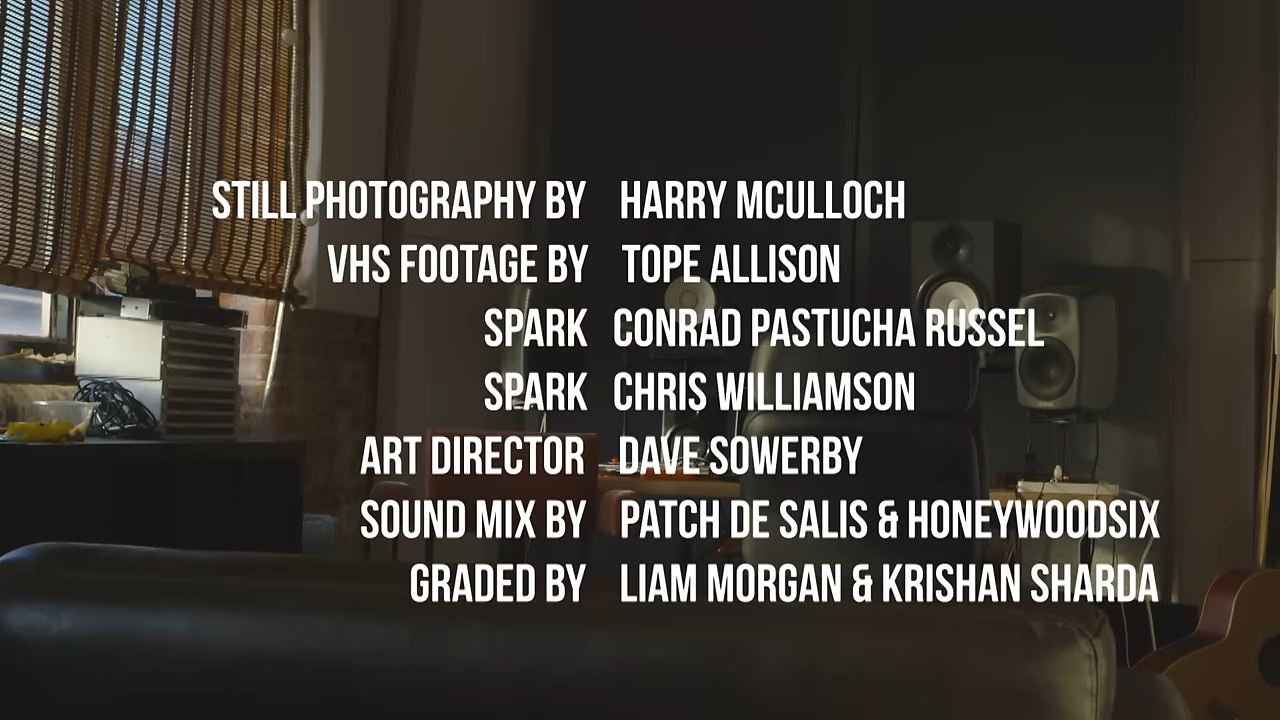 STILL PHOTOGRAPHY BY HARRY MCULLOCH
VHS FOOTAGE BY TOPE ALLISON
SPARK CONRAD PASTUCHA RUSSEL
SPARK CHRIS WILLIAMSON
ART DIRECTOR DAVE SOWERBY
SOUND MIX BY PATCH DE SALIS & HONEYWOODSIX
GRADED BY LIAM MORGAN & KRISHAN SHARDA